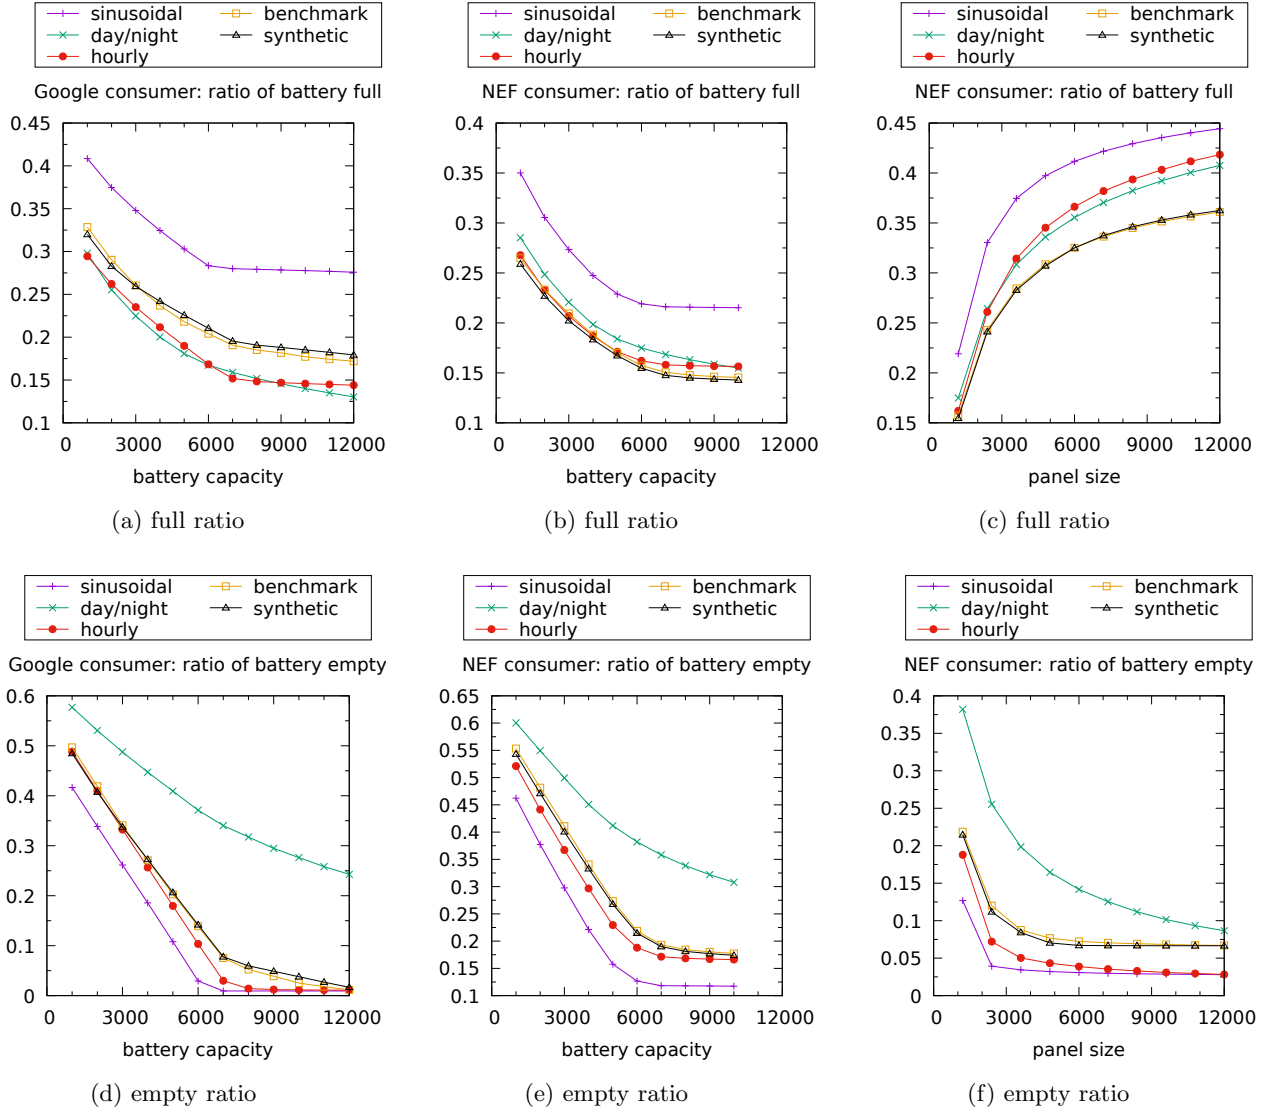 sinusoidal
day/night
hourly
benchmark
synthetic
Google consumer: ratio of battery full
0.45
0.4
0.35
0.3
0.25
0.2
0.15
0.1
0 3000 6000 9000 12000
battery capacity
(a) full ratio
sinusoidal
day/night
hourly
benchmark
synthetic
NEF consumer: ratio of battery full
0.4
0.35
0.3
0.25
0.2
0.15
0.1
0 3000 6000 9000 12000
battery capacity
(b) full ratio
sinusoidal
day/night
hourly
benchmark
synthetic
NEF consumer: ratio of battery full
0.45
0.4
0.35
0.3
0.25
0.2
0.15
0 3000 6000 9000 12000
panel size
(c) full ratio
sinusoidal
day/night
hourly
benchmark
synthetic
Google consumer: ratio of battery empty
0.6
0.5
0.4
0.3
0.2
0.1
0
0 3000 6000 9000 12000
battery capacity
(d) empty ratio
sinusoidal
day/night
hourly
benchmark
synthetic
NEF consumer: ratio of battery empty
0.65
0.6
0.55
0.5
0.45
0.4
0.35
0.3
0.25
0.2
0.15
0.1
0 3000 6000 9000 12000
battery capacity
(e) empty ratio
sinusoidal
day/night
hourly
benchmark
synthetic
NEF consumer: ratio of battery empty
0.4
0.35
0.3
0.25
0.2
0.15
0.1
0.05
0
0 3000 6000 9000 12000
panel size
(f) empty ratio